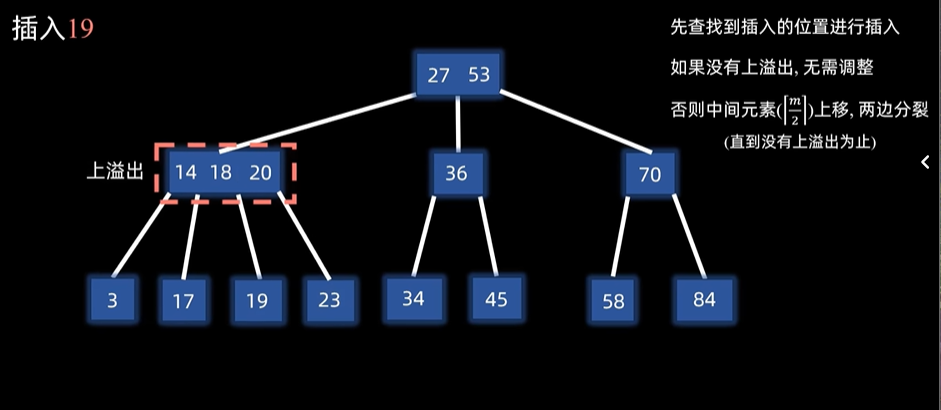 插入19
先查找到插入的位置进行插入
如果没有上溢出, 无需调整
否则中间元素(⌈m/2⌉)上移, 两边分裂
(直到没有上溢出为止)
27 53
上溢出
14 18 20
36
70
3
17
19
23
34
45
58
84